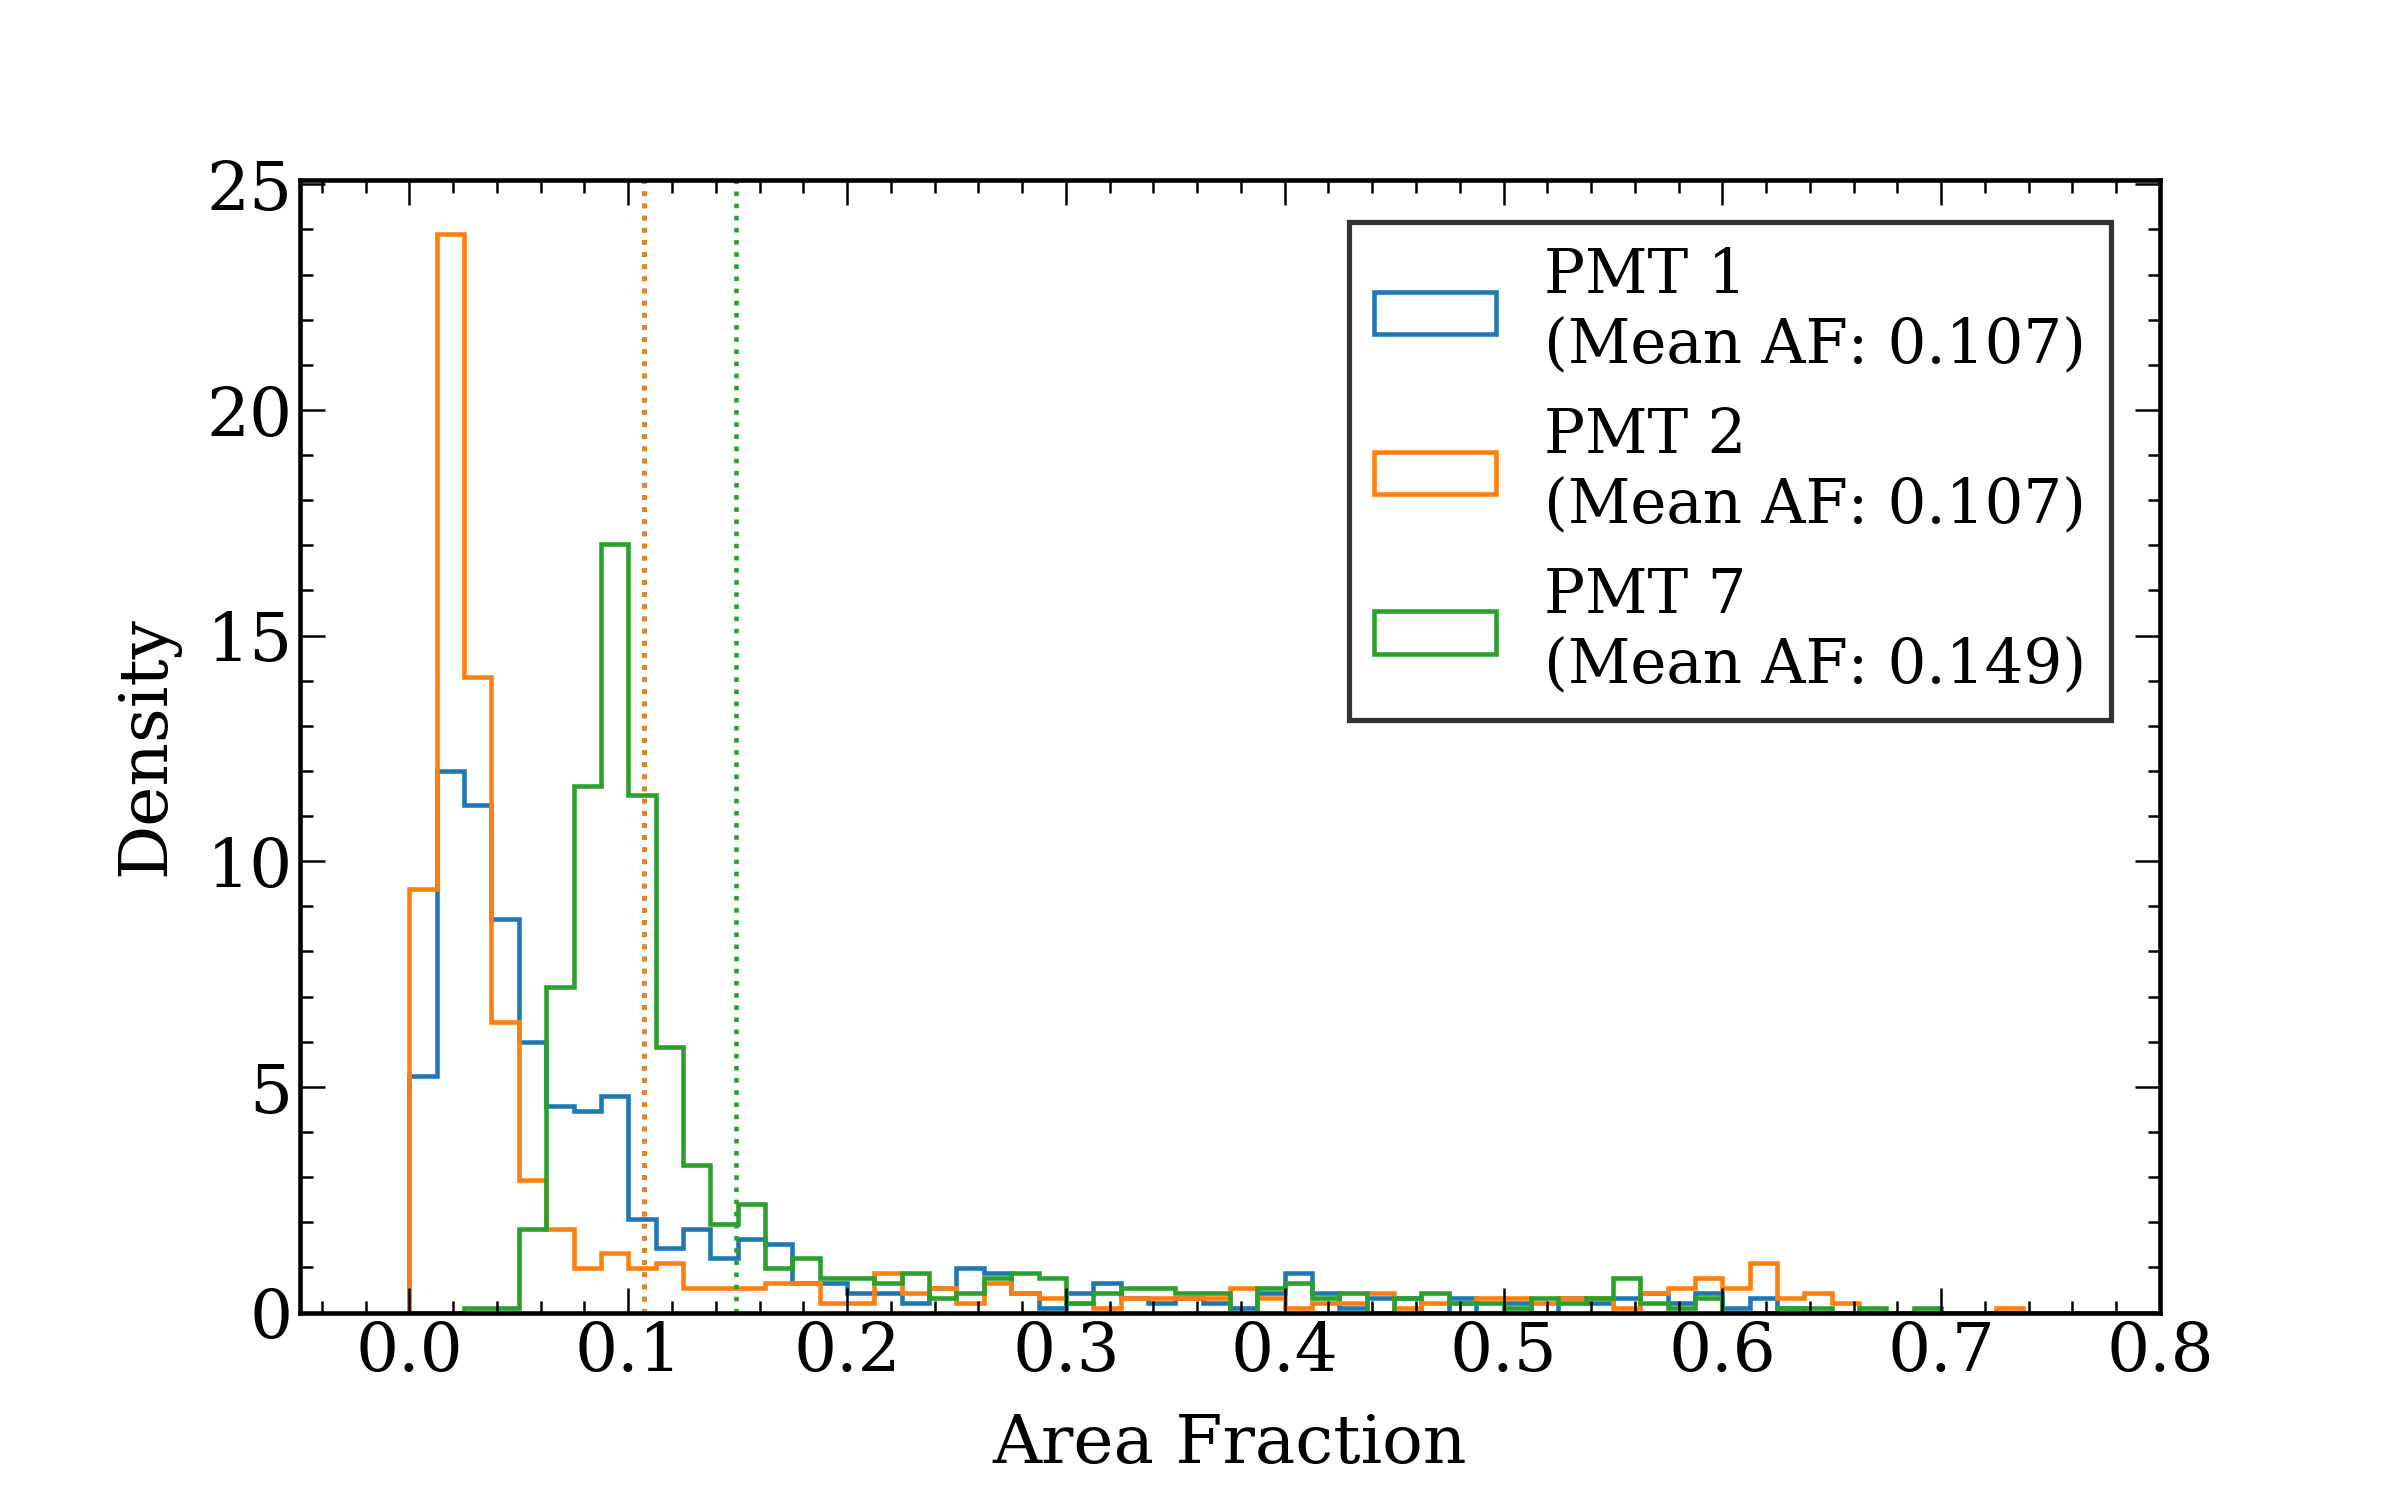 25
20
15
10
5
0
Density
PMT 1
(Mean AF: 0.107)
PMT 2
(Mean AF: 0.107)
PMT 7
(Mean AF: 0.149)
0.0 0.1 0.2 0.3 0.4 0.5 0.6 0.7 0.8
Area Fraction